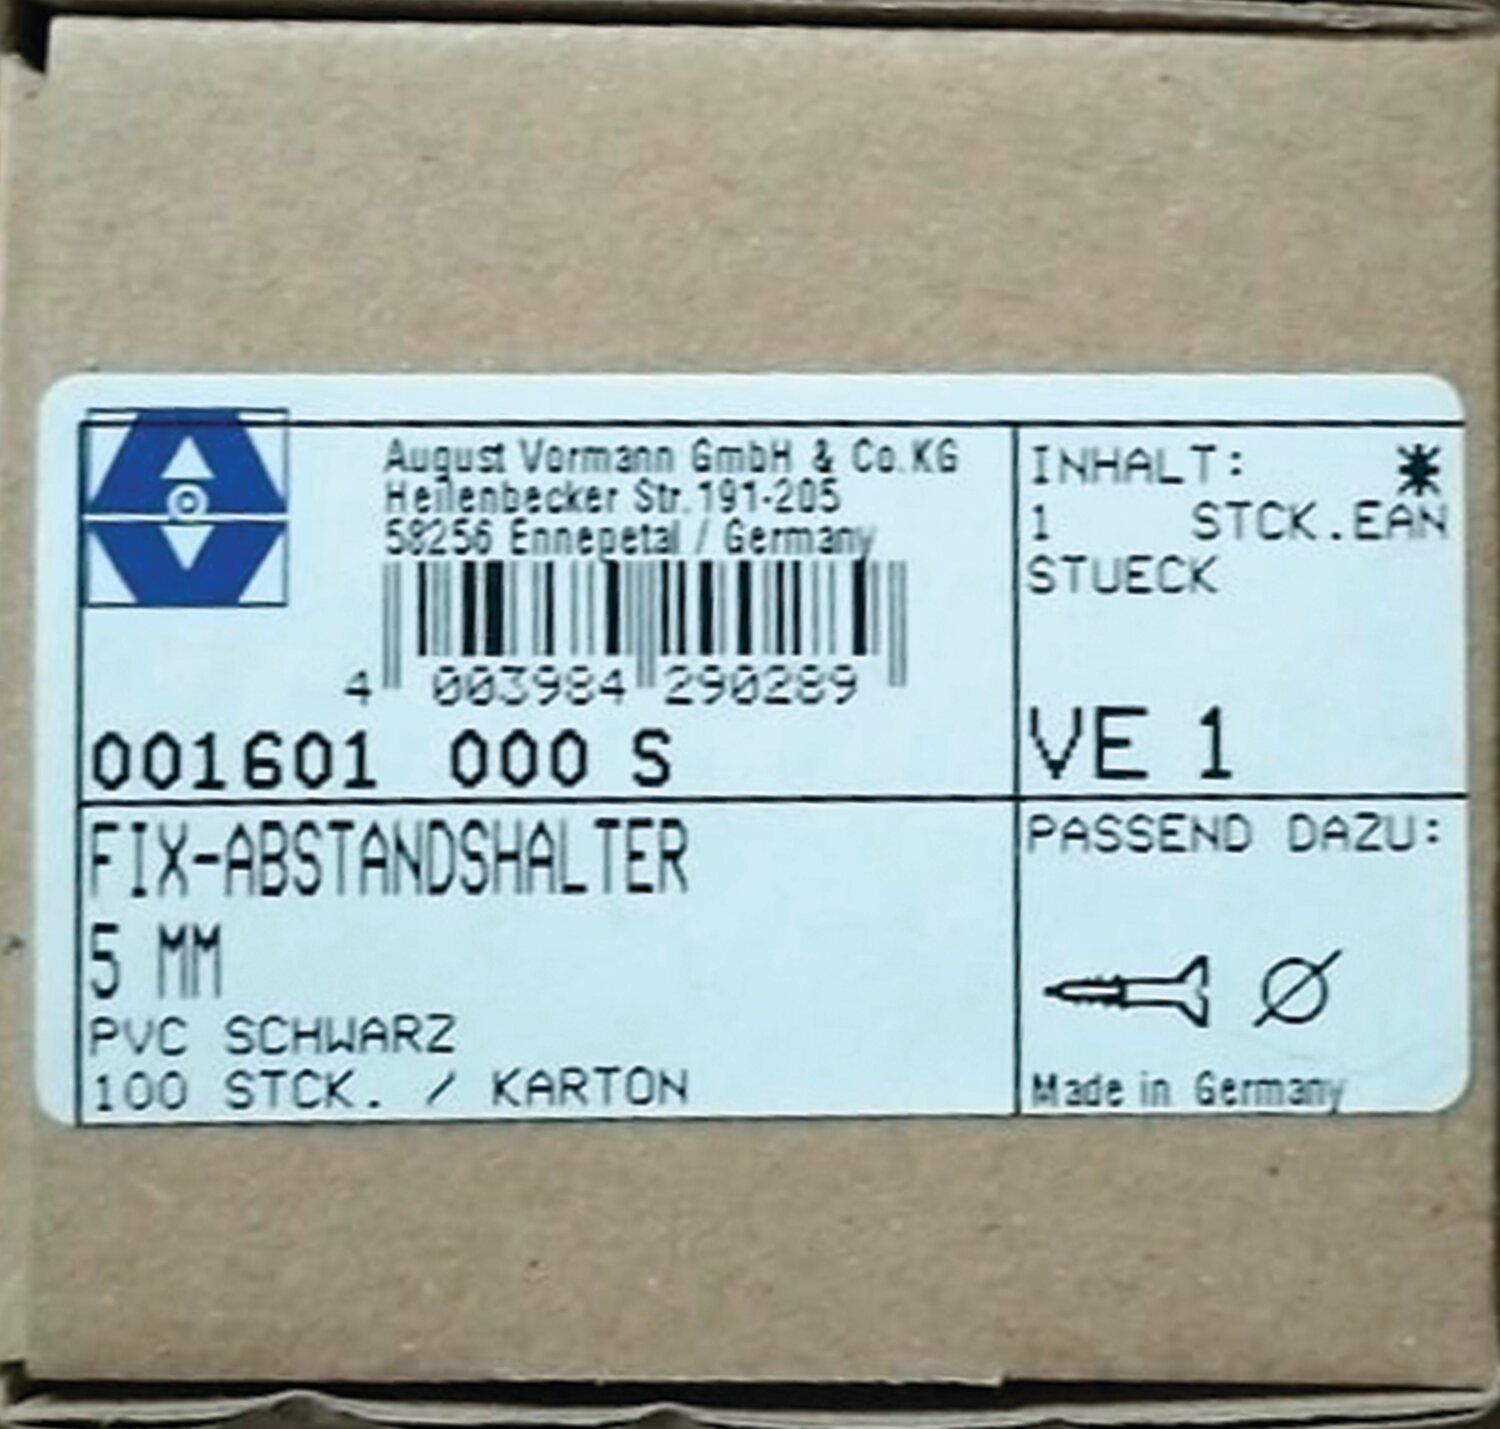 August Vormann GmbH & Co.KG
Heilenbecker Str.191-205
58256 Ennepetal / Germany
4 003984 290289
001601 000 S
INHALT: *
1 STCK.EAN
STUECK
VE 1
FIX-ABSTANDSHALTER
5 MM
PVC SCHWARZ
100 STCK. / KARTON
PASSEND DAZU:
Ø
Made in Germany